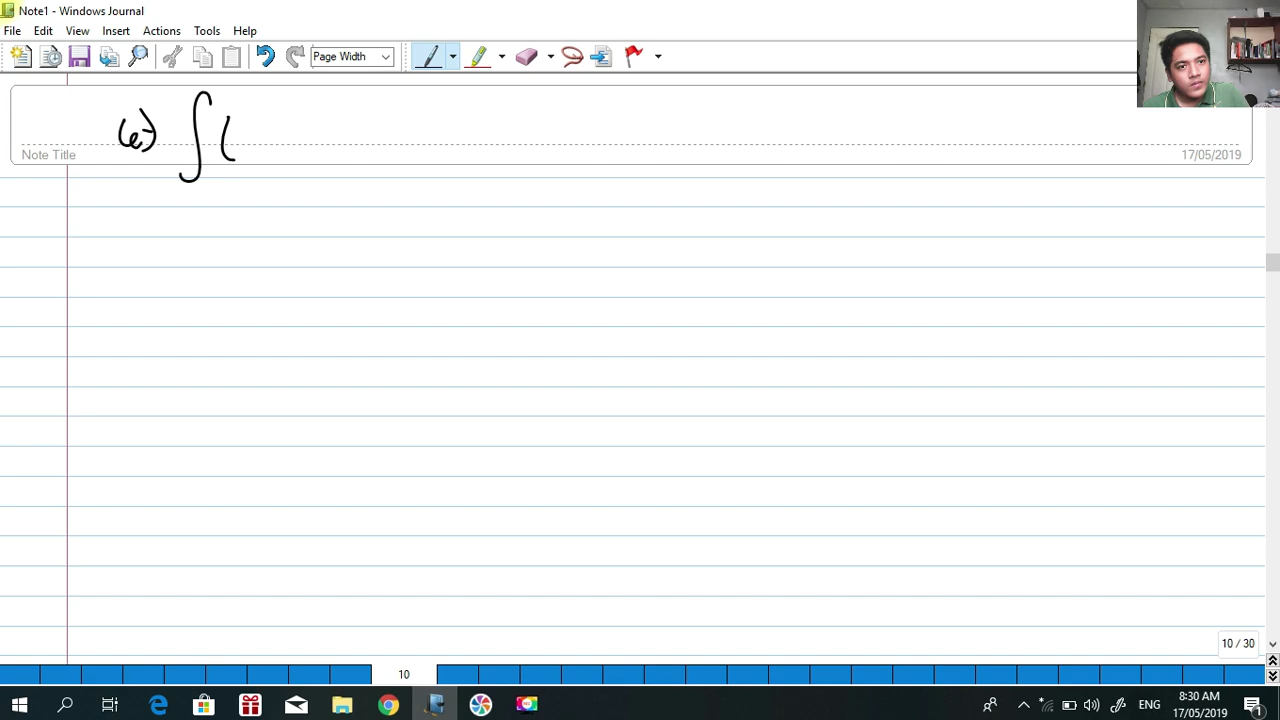 Note1 - Windows Journal
File Edit View Insert Actions Tools Help
Page Width
(e) ∫ (
Note Title
17/05/2019
10 / 30
10
8:30 AM
ENG
17/05/2019
1